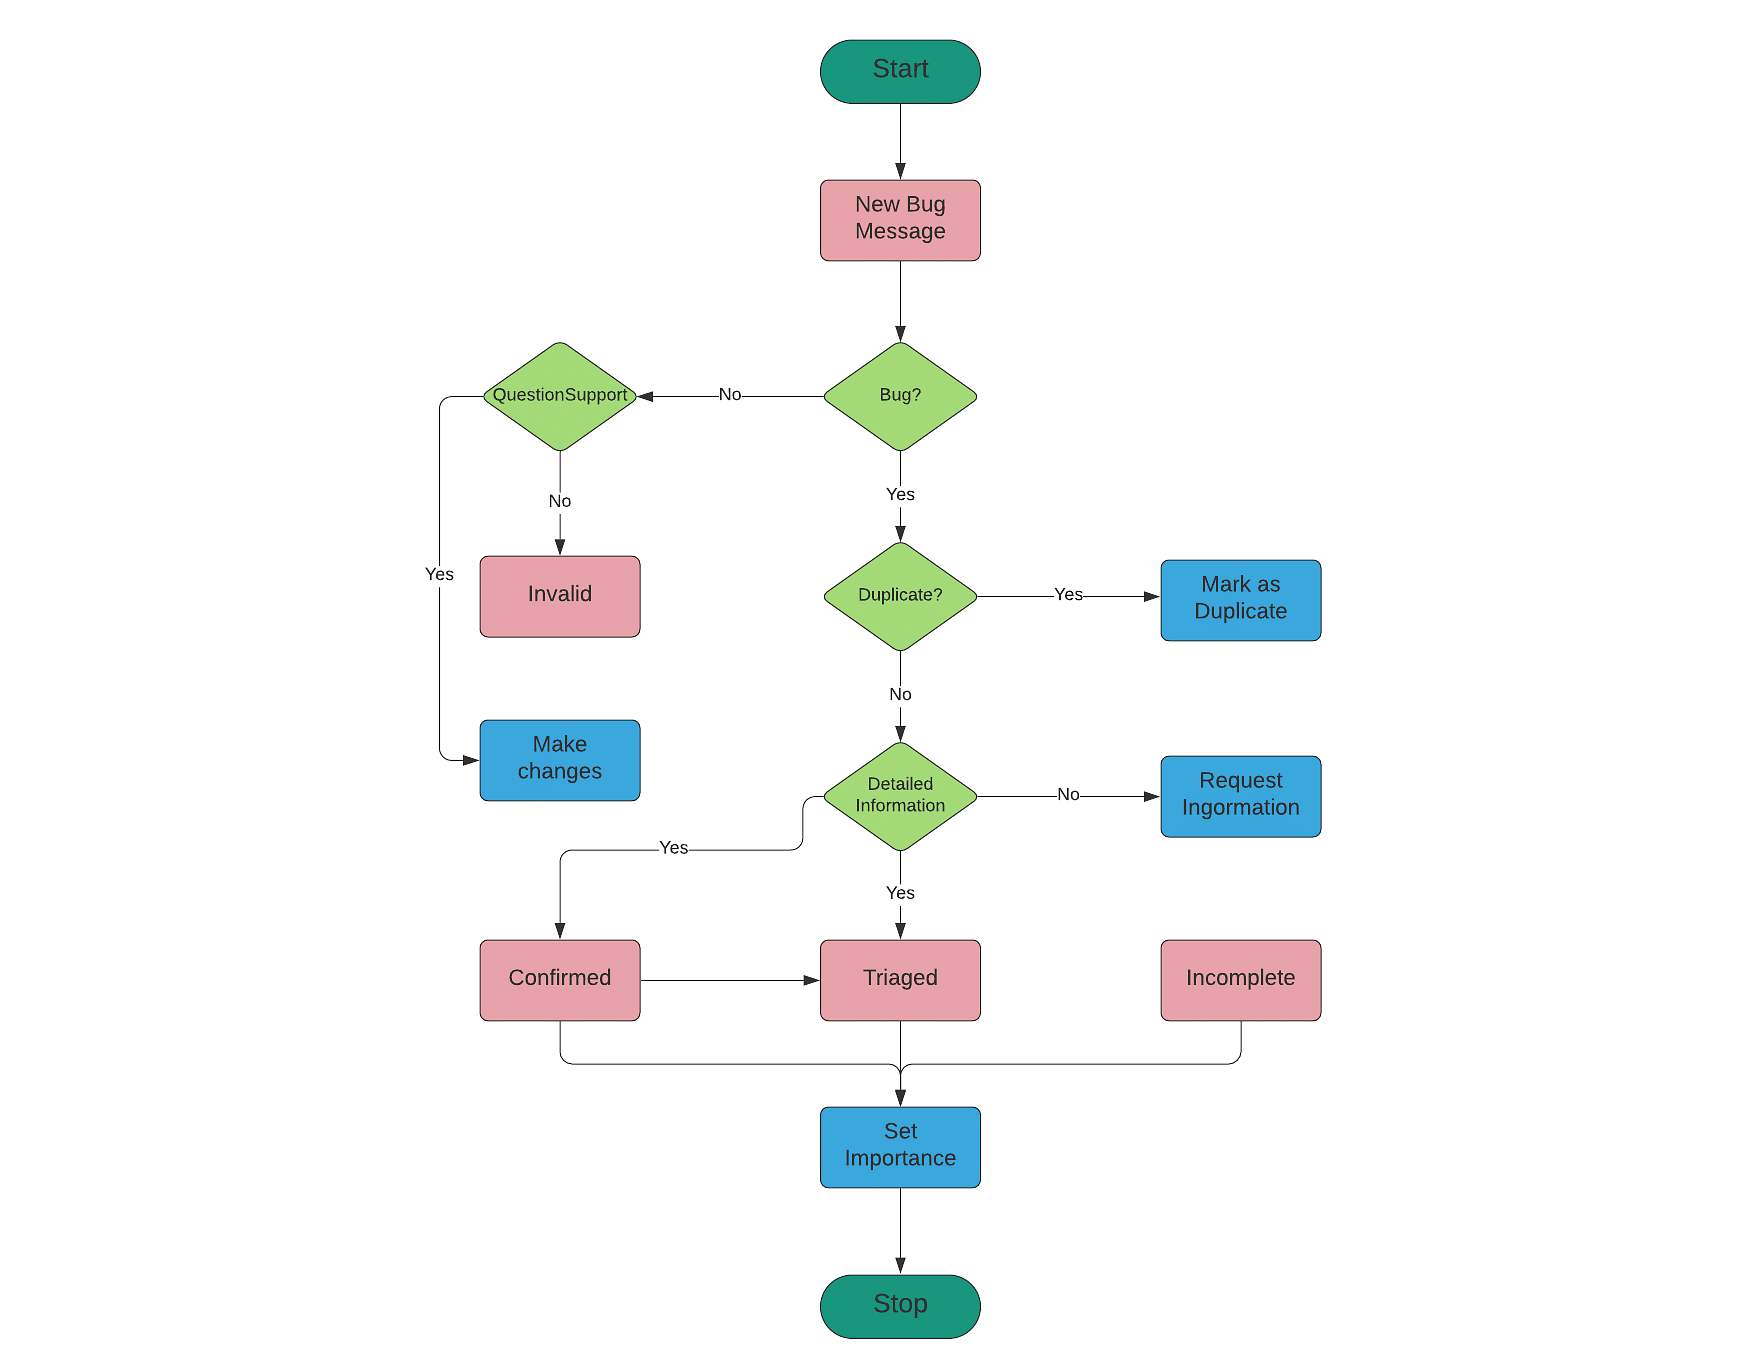 Start
New Bug
Message
QuestionSupport
No
Bug?
No
Yes
Yes
Invalid
Duplicate?
Yes
Mark as
Duplicate
No
Make
changes
Detailed
Information
No
Request
Ingormation
Yes
Yes
Confirmed
Triaged
Incomplete
Set
Importance
Stop